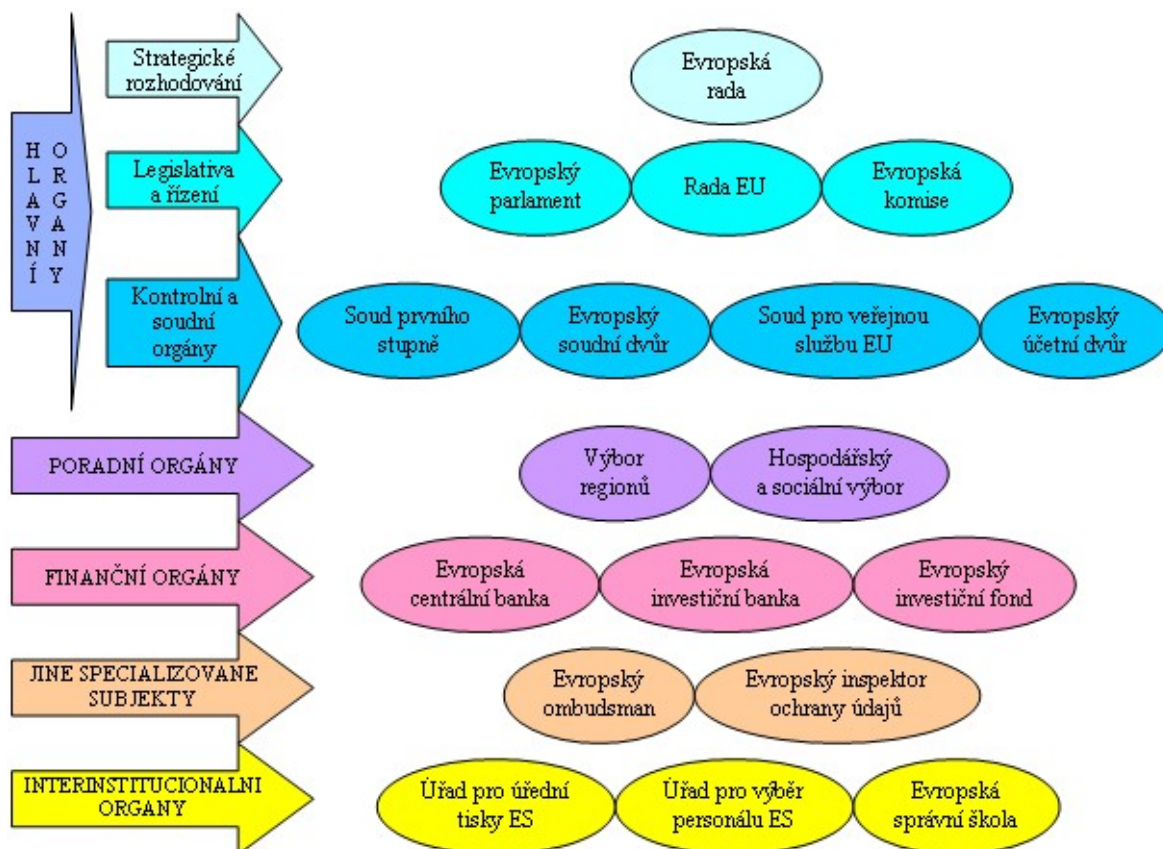 HLAVNÍ
ORGANY
Strategické
rozhodování
Evropská
rada
Legislativa
a řízení
Evropský
parlament
Rada EU
Evropská
komise
Kontrolní a
soudní
orgány
Soud prvního
stupně
Evropský
soudní dvůr
Soud pro veřejnou
službu EU
Evropský
účetní dvůr
PORADNÍ ORGÁNY
Výbor
regionů
Hospodářský
a sociální výbor
FINANČNÍ ORGÁNY
Evropská
centrální banka
Evropská
investiční banka
Evropský
investiční fond
JINE SPECIALIZOVANE
SUBJEKTY
Evropský
ombudsman
Evropský inspektor
ochrany údajů
INTERINSTITUCIONALNI
ORGANY
Úřad pro úřední
tisky ES
Úřad pro výběr
personálu ES
Evropská
správní škola